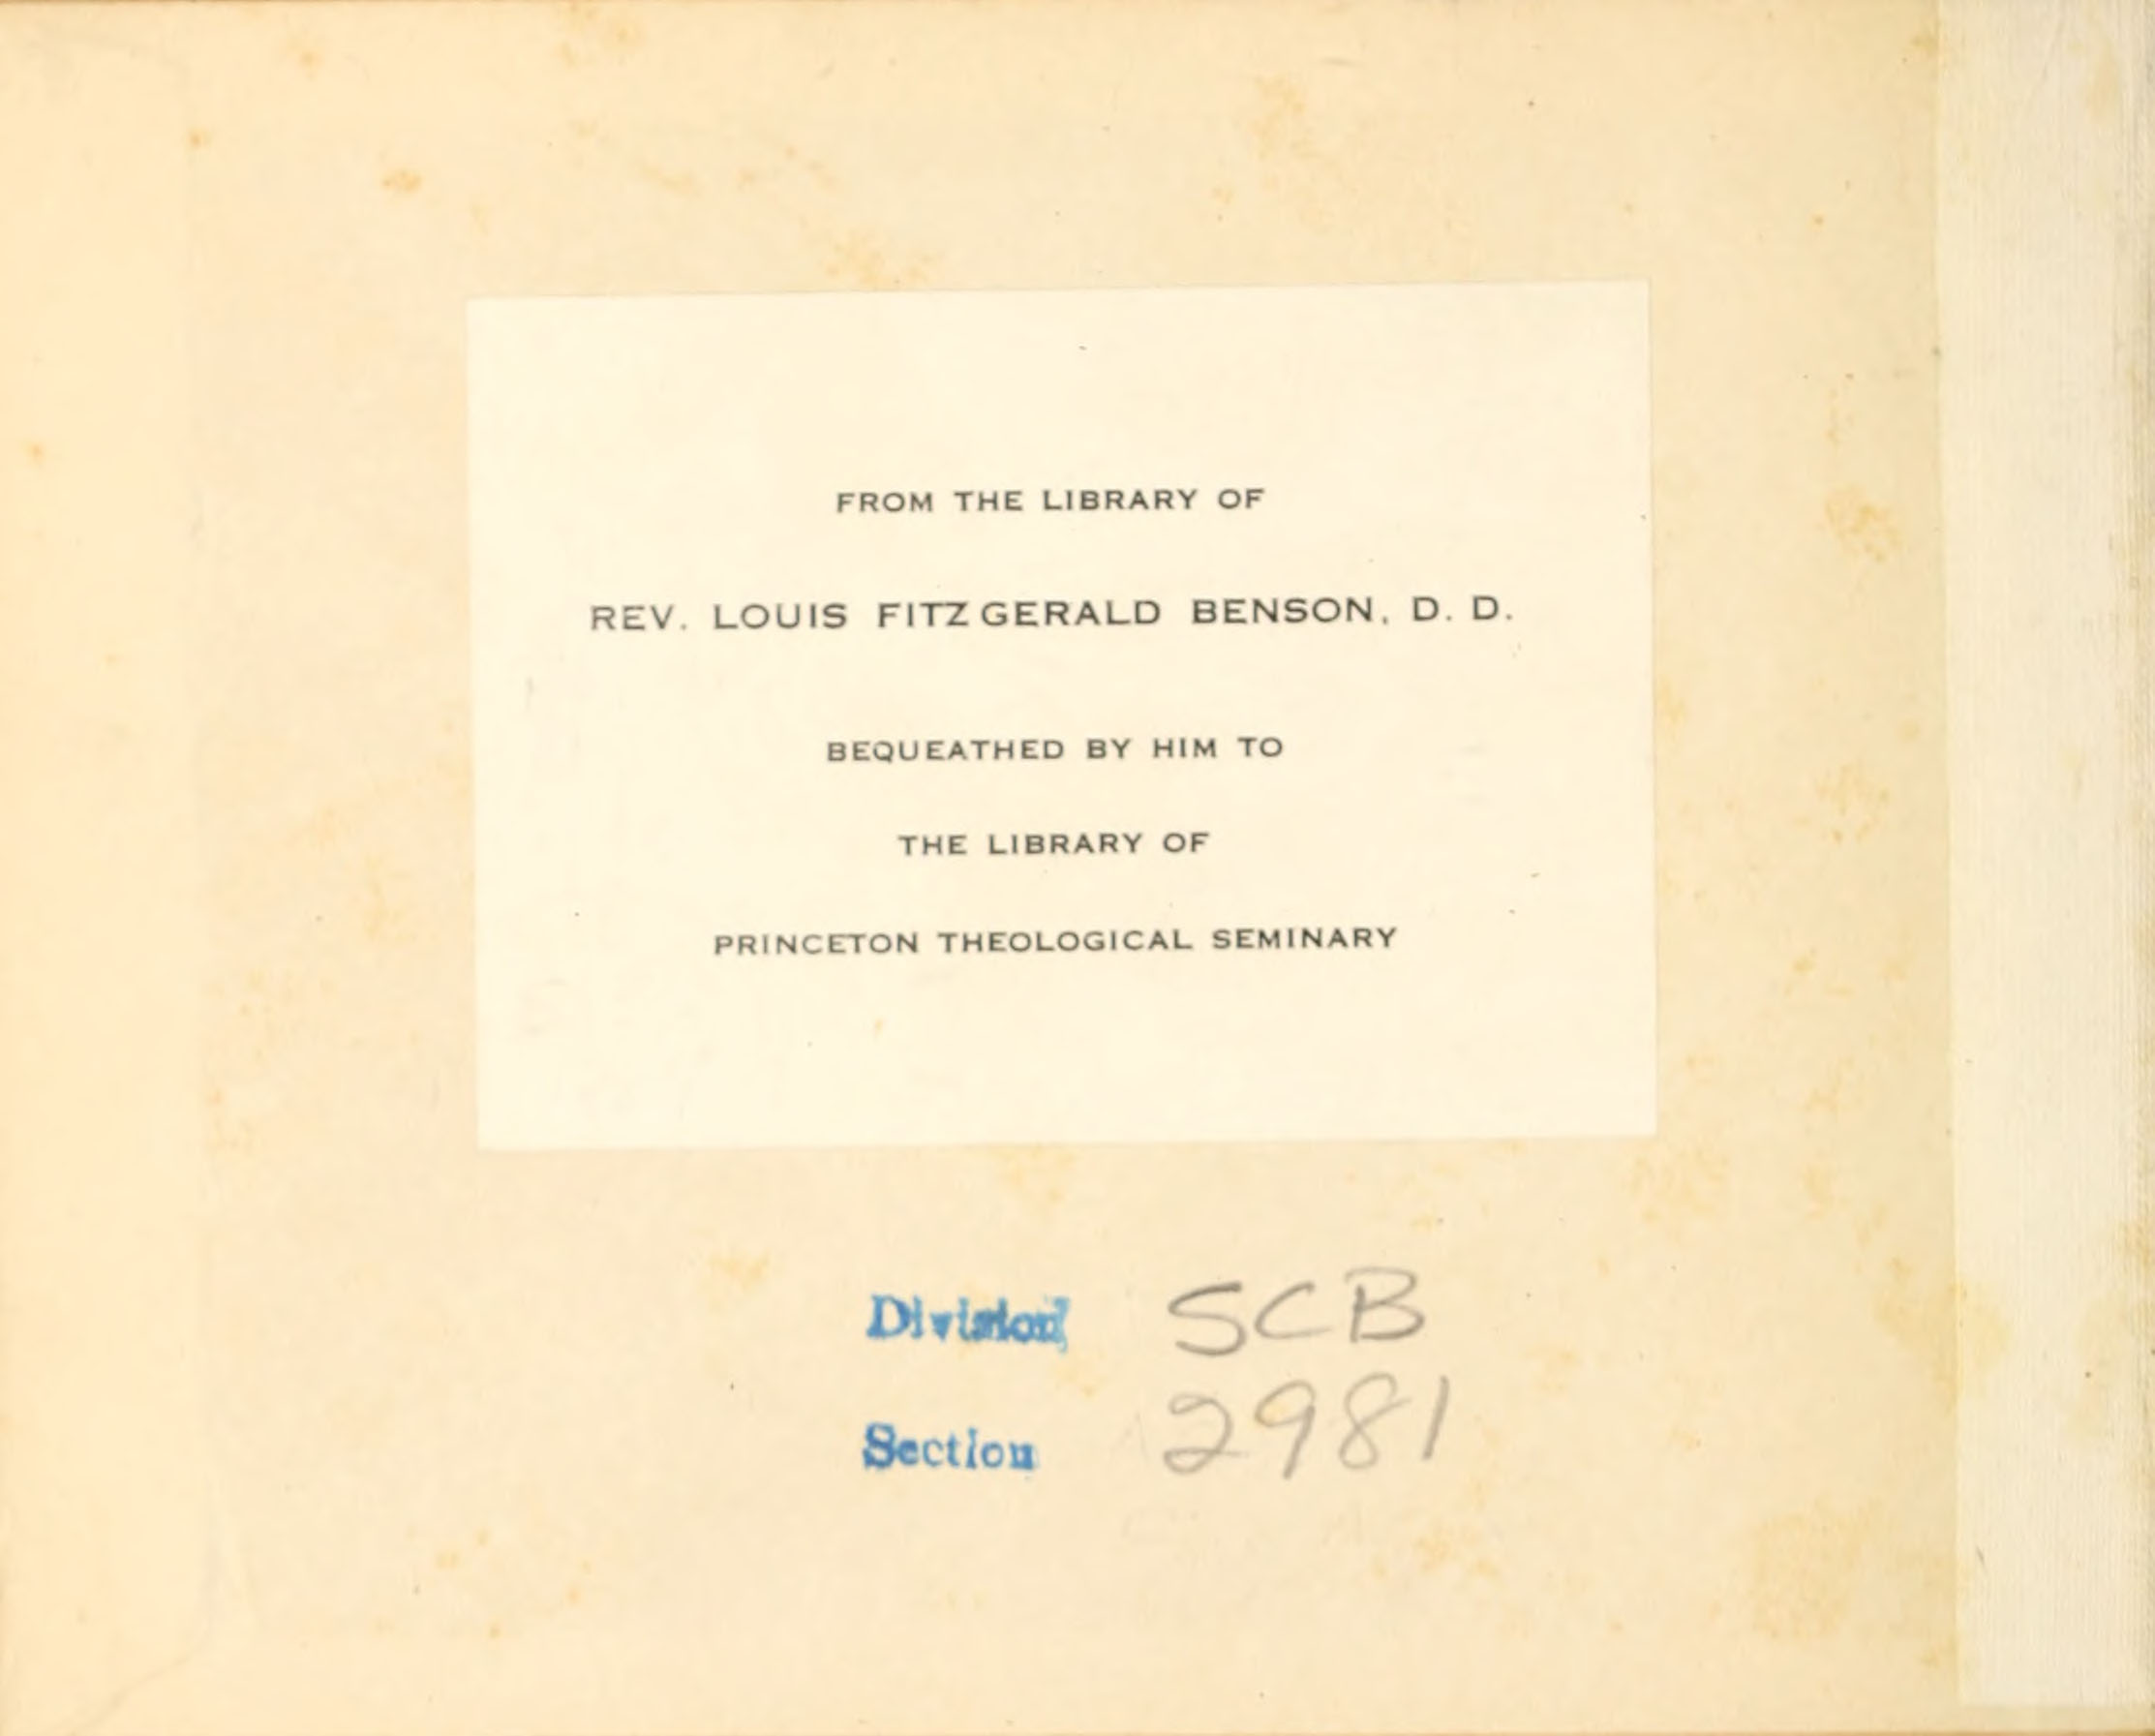 FROM THE LIBRARY OF
REV. LOUIS FITZGERALD BENSON, D. D.
BEQUEATHED BY HIM TO
THE LIBRARY OF
PRINCETON THEOLOGICAL SEMINARY
Division SCB
Section 2981